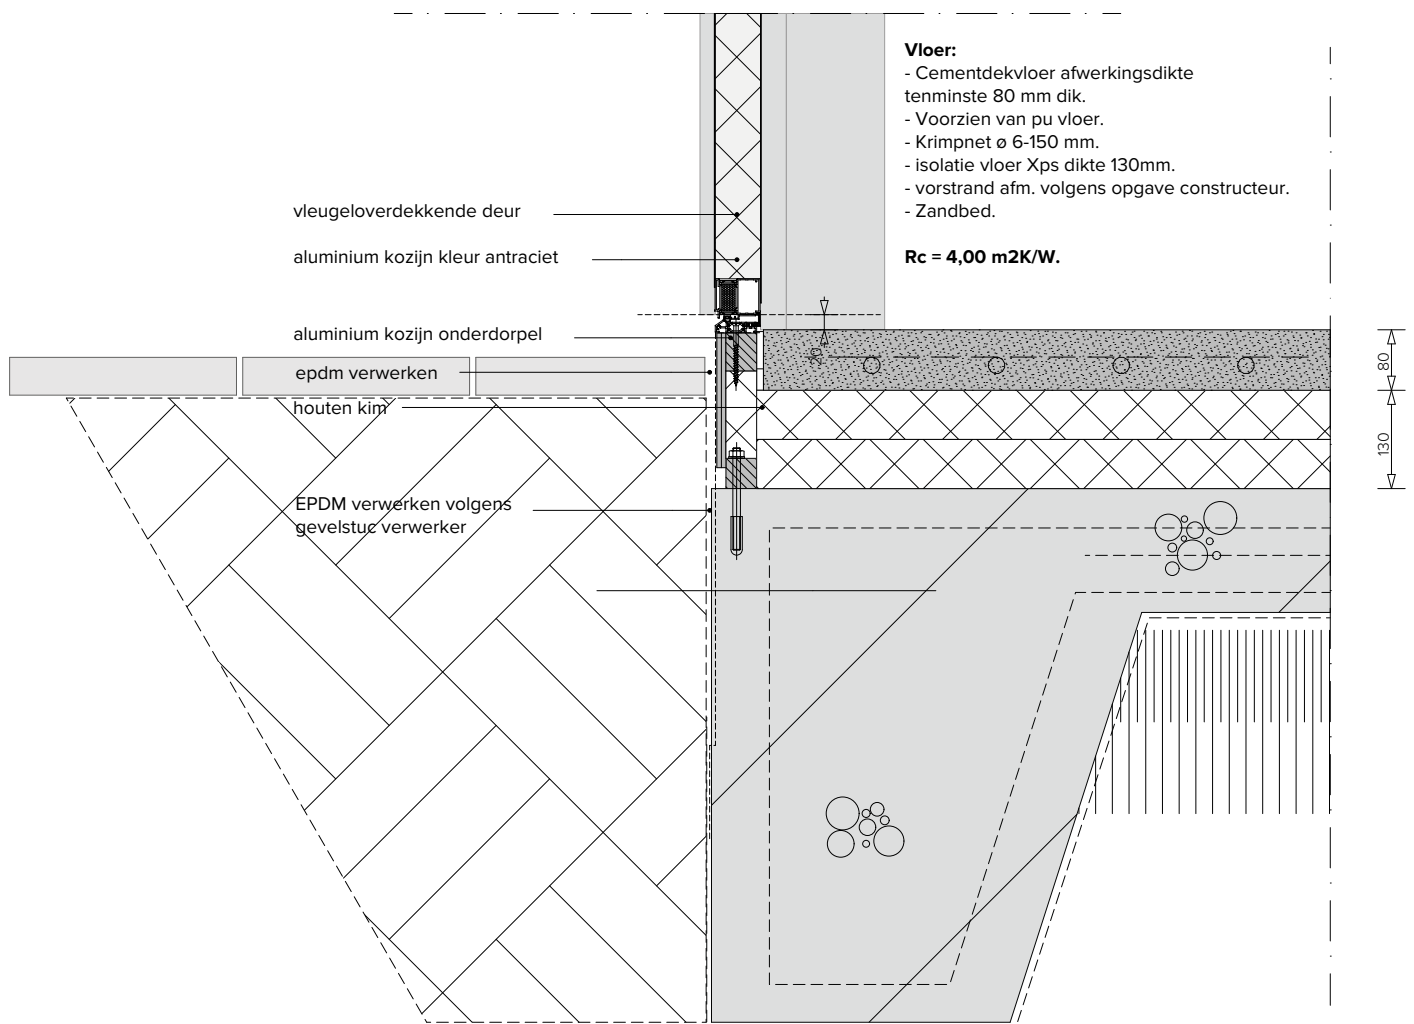 Vloer:
- Cementdekvloer afwerkingsdikte
tenminste 80 mm dik.
- Voorzien van pu vloer.
- Krimpnet ø 6-150 mm.
- isolatie vloer Xps dikte 130mm.
- vorstrand afm. volgens opgave constructeur.
- Zandbed.
Rc = 4,00 m2K/W.
vleugeloverdekkende deur
aluminium kozijn kleur antraciet
aluminium kozijn onderdorpel
epdm verwerken
houten kim
EPDM verwerken volgens
gevelstuc verwerker
20
80
130